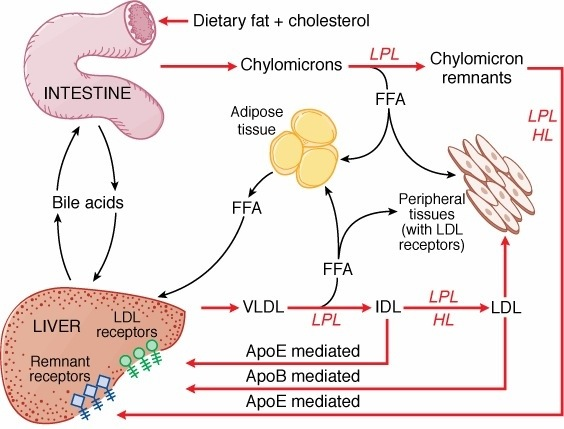 Dietary fat + cholesterol
INTESTINE
Chylomicrons
LPL
Chylomicron
remnants
FFA
LPL
HL
Adipose
tissue
Bile acids
FFA
Peripheral
tissues
(with LDL
receptors)
FFA
LIVER
LDL
receptors
Remnant
receptors
VLDL
LPL
IDL
LPL
HL
LDL
ApoE mediated
ApoB mediated
ApoE mediated